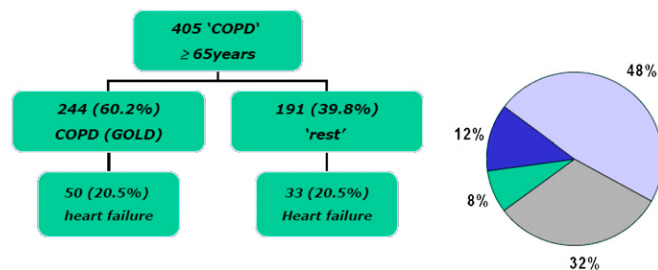 405 ‘COPD‘
≥ 65years
244 (60.2%)
COPD (GOLD)
191 (39.8%)
‘rest’
50 (20.5%)
heart failure
33 (20.5%)
Heart failure
48%
12%
8%
32%